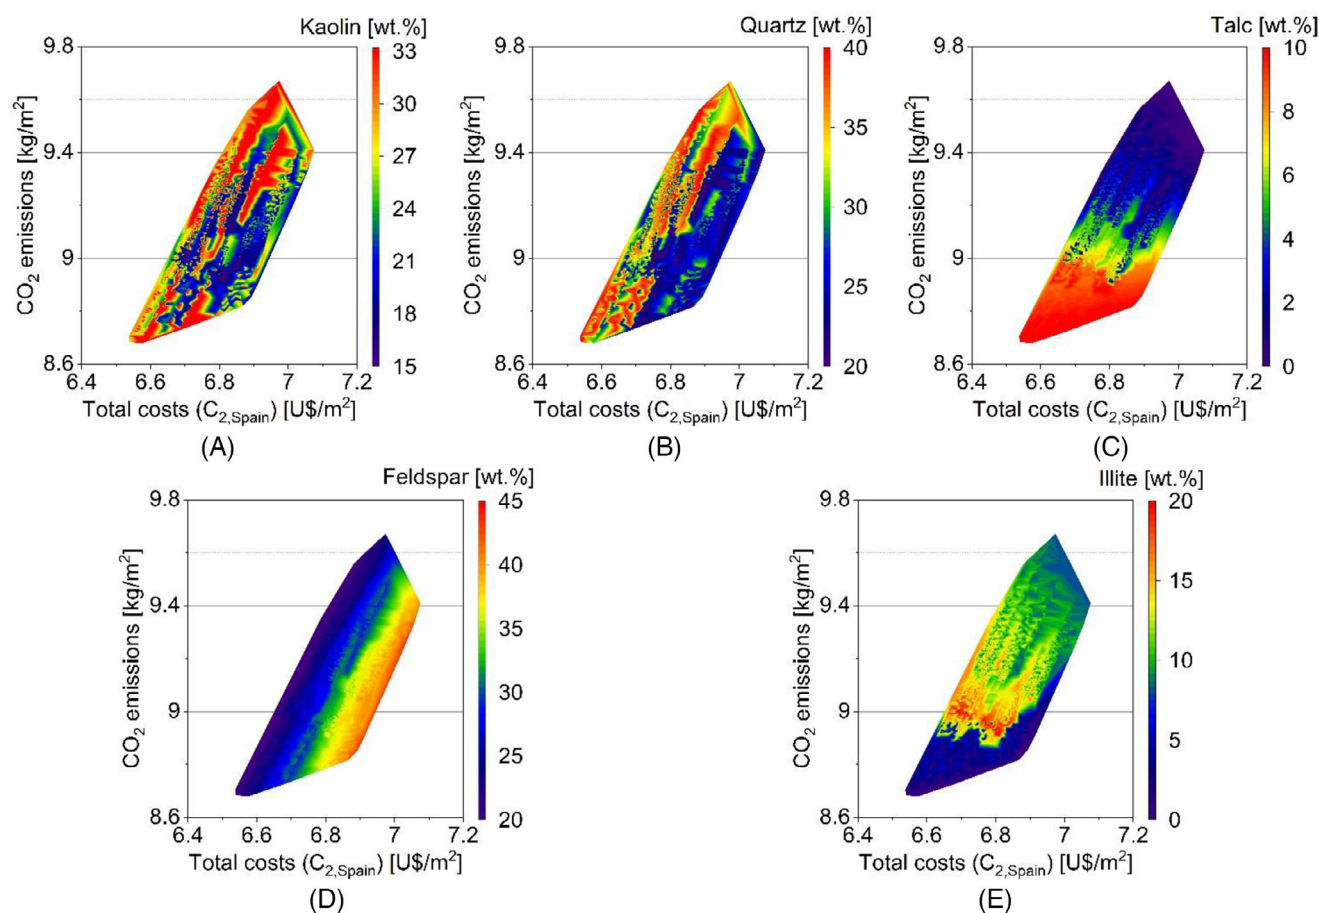 Kaolin [wt.%]
9.8
9.4
9
8.6
CO2 emissions [kg/m2]
6.4 6.6 6.8 7 7.2
Total costs (C2,Spain) [U$/m2]
33
30
27
24
21
18
15
(A)
Quartz [wt.%]
9.8
9.4
9
8.6
CO2 emissions [kg/m2]
6.4 6.6 6.8 7 7.2
Total costs (C2,Spain) [U$/m2]
40
35
30
25
20
(B)
Talc [wt.%]
9.8
9.4
9
8.6
CO2 emissions [kg/m2]
6.4 6.6 6.8 7 7.2
Total costs (C2,Spain) [U$/m2]
10
8
6
4
2
0
(C)
Feldspar [wt.%]
9.8
9.4
9
8.6
CO2 emissions [kg/m2]
6.4 6.6 6.8 7 7.2
Total costs (C2,Spain) [U$/m2]
45
40
35
30
25
20
(D)
Illite [wt.%]
9.8
9.4
9
8.6
CO2 emissions [kg/m2]
6.4 6.6 6.8 7 7.2
Total costs (C2,Spain) [U$/m2]
20
15
10
5
0
(E)